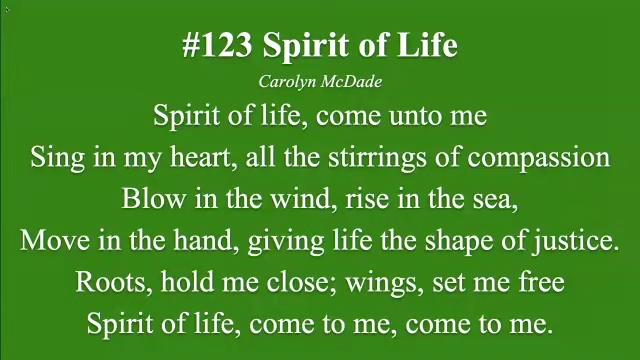 #123 Spirit of Life
Carolyn McDade
Spirit of life, come unto me
Sing in my heart, all the stirrings of compassion
Blow in the wind, rise in the sea,
Move in the hand, giving life the shape of justice.
Roots, hold me close; wings, set me free
Spirit of life, come to me, come to me.